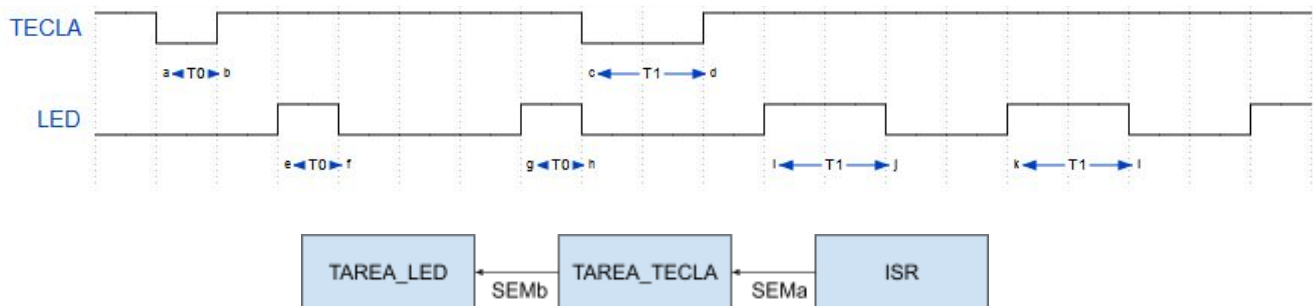 TECLA
a T0 b
c T1 d
LED
e T0 f
g T0 h
i T1 j
k T1 l
TAREA_LED
SEMb
TAREA_TECLA
SEMa
ISR